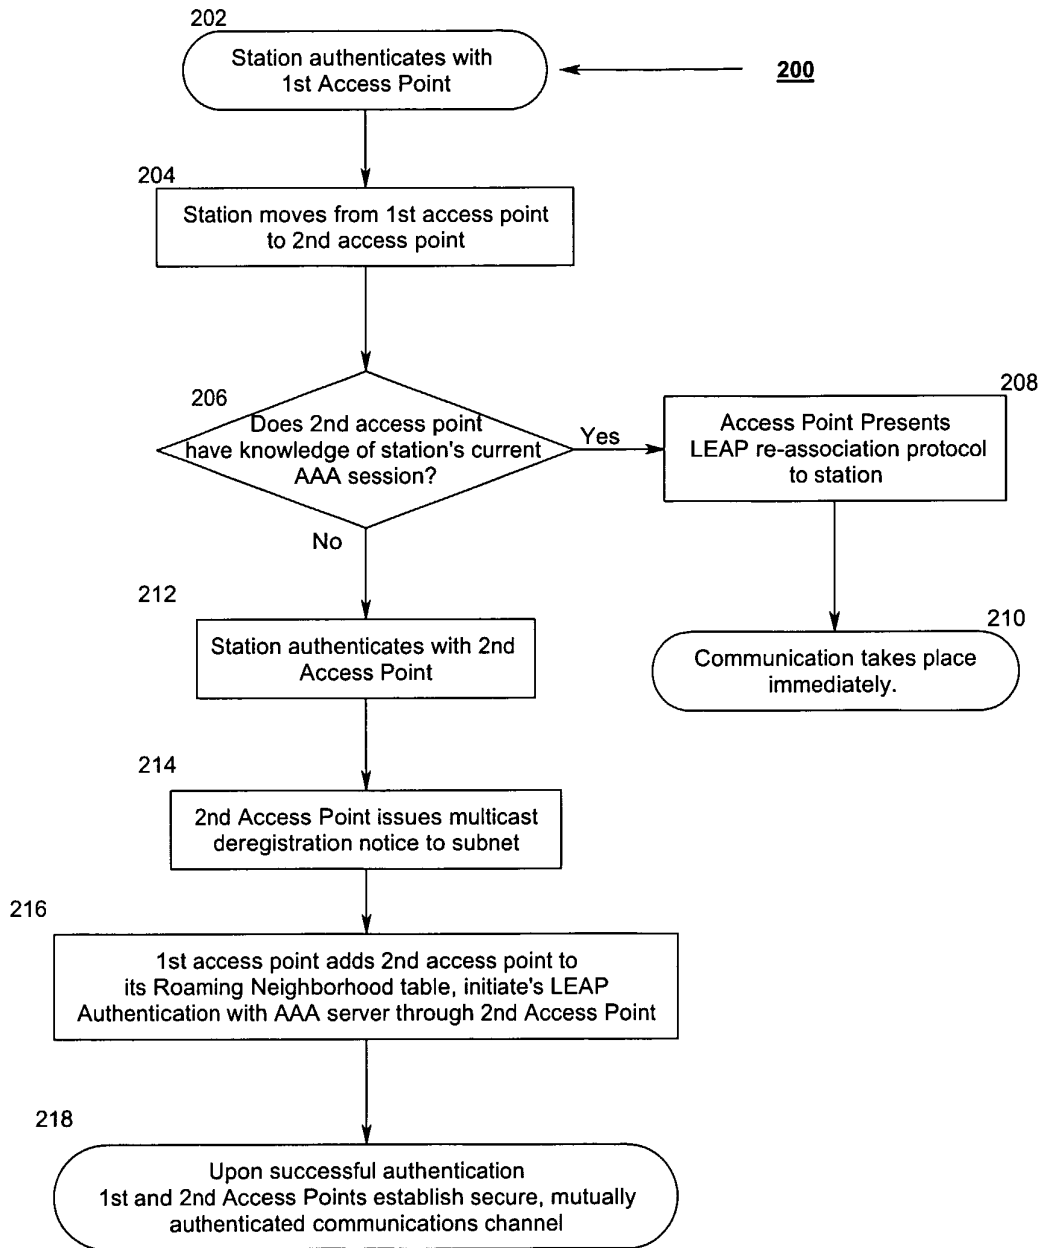 202
Station authenticates with
1st Access Point
200
204
Station moves from 1st access point
to 2nd access point
206
Does 2nd access point
have knowledge of station's current
AAA session?
Yes
No
208
Access Point Presents
LEAP re-association protocol
to station
210
Communication takes place
immediately.
212
Station authenticates with 2nd
Access Point
214
2nd Access Point issues multicast
deregistration notice to subnet
216
1st access point adds 2nd access point to
its Roaming Neighborhood table, initiate's LEAP
Authentication with AAA server through 2nd Access Point
218
Upon successful authentication
1st and 2nd Access Points establish secure, mutually
authenticated communications channel